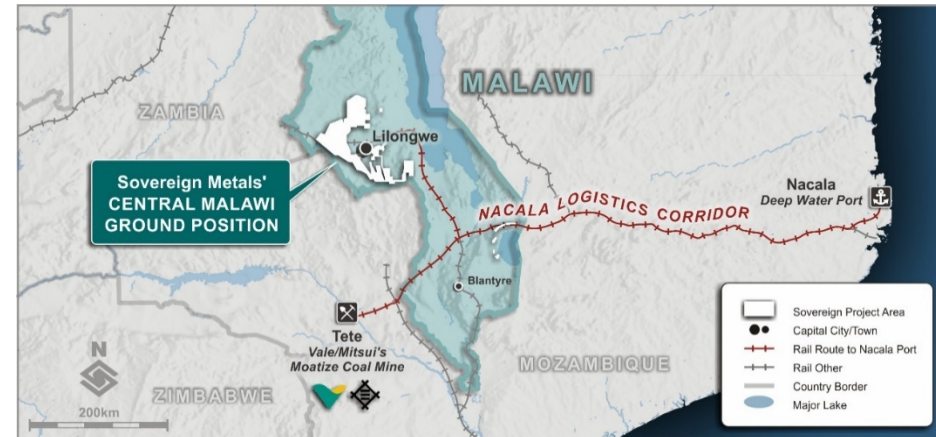 MALAWI
ZAMBIA
Lilongwe
Sovereign Metals'
CENTRAL MALAWI
GROUND POSITION
Nacala
Deep Water Port
NACALA LOGISTICS CORRIDOR
Blantyre
Tete
Vale/Mitsui's
Moatize Coal Mine
MOZAMBIQUE
ZIMBABWE
N
200km
Sovereign Project Area
Capital City/Town
Rail Route to Nacala Port
Rail Other
Country Border
Major Lake